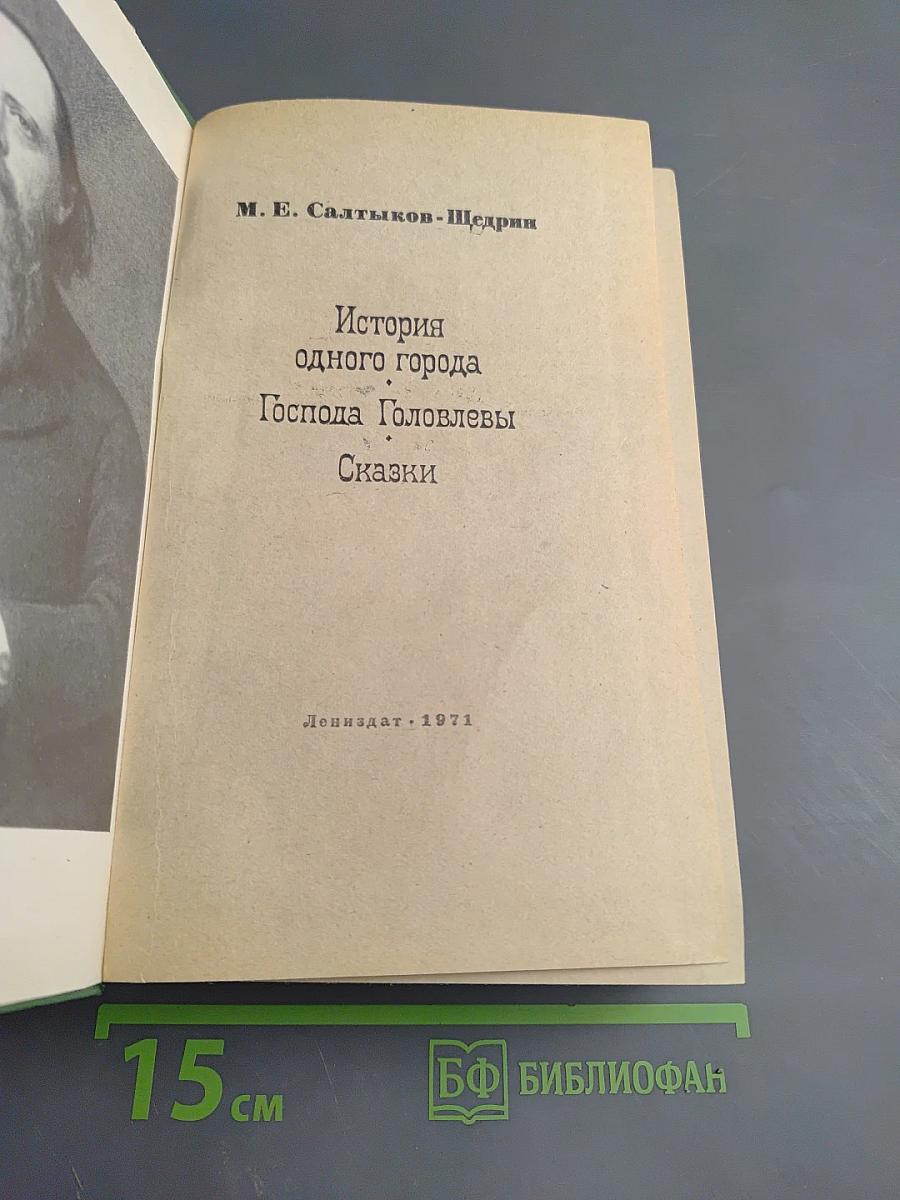 М. Е. Салтыков-Щедрин
История
одного города
Господа Головлевы
Сказки
Лениздат · 1971
15 см
БФ БИБЛИОФАН